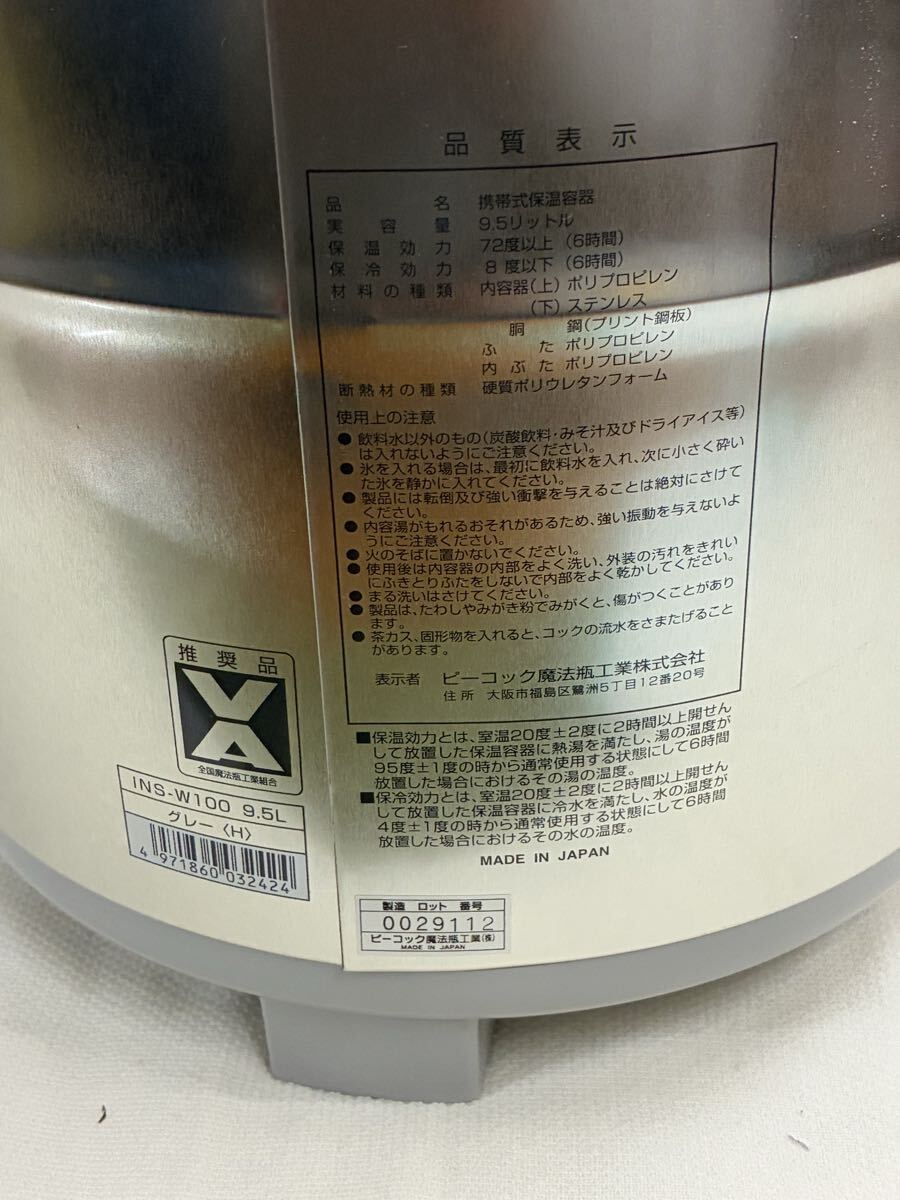 品質表示
品名 携帯式保温容器
実容量 9.5リットル
保温効力 72度以上 (6時間)
保冷効力 8度以下 (6時間)
材料の種類 内容器(上) ポリプロピレン
(下) ステンレス
胴 鋼(プリント鋼板)
ふた ポリプロピレン
内ぶた ポリプロピレン
断熱材の種類 硬質ポリウレタンフォーム
使用上の注意
● 飲料水以外のもの(炭酸飲料・みそ汁及びドライアイス等)
は入れないようにご注意ください。
● 氷を入れる場合は、最初に飲料水を入れ、次に小さく砕い
た氷を静かに入れてください。
● 製品には転倒及び強い衝撃を与えることは絶対にさけて
ください。
● 内容湯がもれるおそれがあるため、強い振動を与えないよ
うにご注意ください。
● 火のそばに置かないでください。
● 使用後は内容器の内部をよく洗い、外装の汚れをきれい
にふきとりふたをしないで内部をよく乾かしてください。
● まる洗いはさけてください。
● 製品は、たわしやみがき粉でみがくと、傷がつくことがあり
ます。
● 茶カス、固形物を入れると、コックの流水をさまたげること
があります。
表示者 ピーコック魔法瓶工業株式会社
住所 大阪市福島区鷺洲5丁目12番20号
■保温効力とは、室温20度±2度に2時間以上開せん
して放置した保温容器に熱湯を満たし、湯の温度が
95度±1度の時から通常使用する状態にして6時間
放置した場合におけるその湯の温度。
■保冷効力とは、室温20度±2度に2時間以上開せん
して放置した保温容器に冷水を満たし、水の温度が
4度±1度の時から通常使用する状態にして6時間
放置した場合におけるその水の温度。
MADE IN JAPAN
推奨品
VA
全国魔法瓶工業組合
INS-W100 9.5L
グレー〈H〉
4 971860 032424
製造 ロット 番号
0029112
ピーコック魔法瓶工業(株)
MADE IN JAPAN